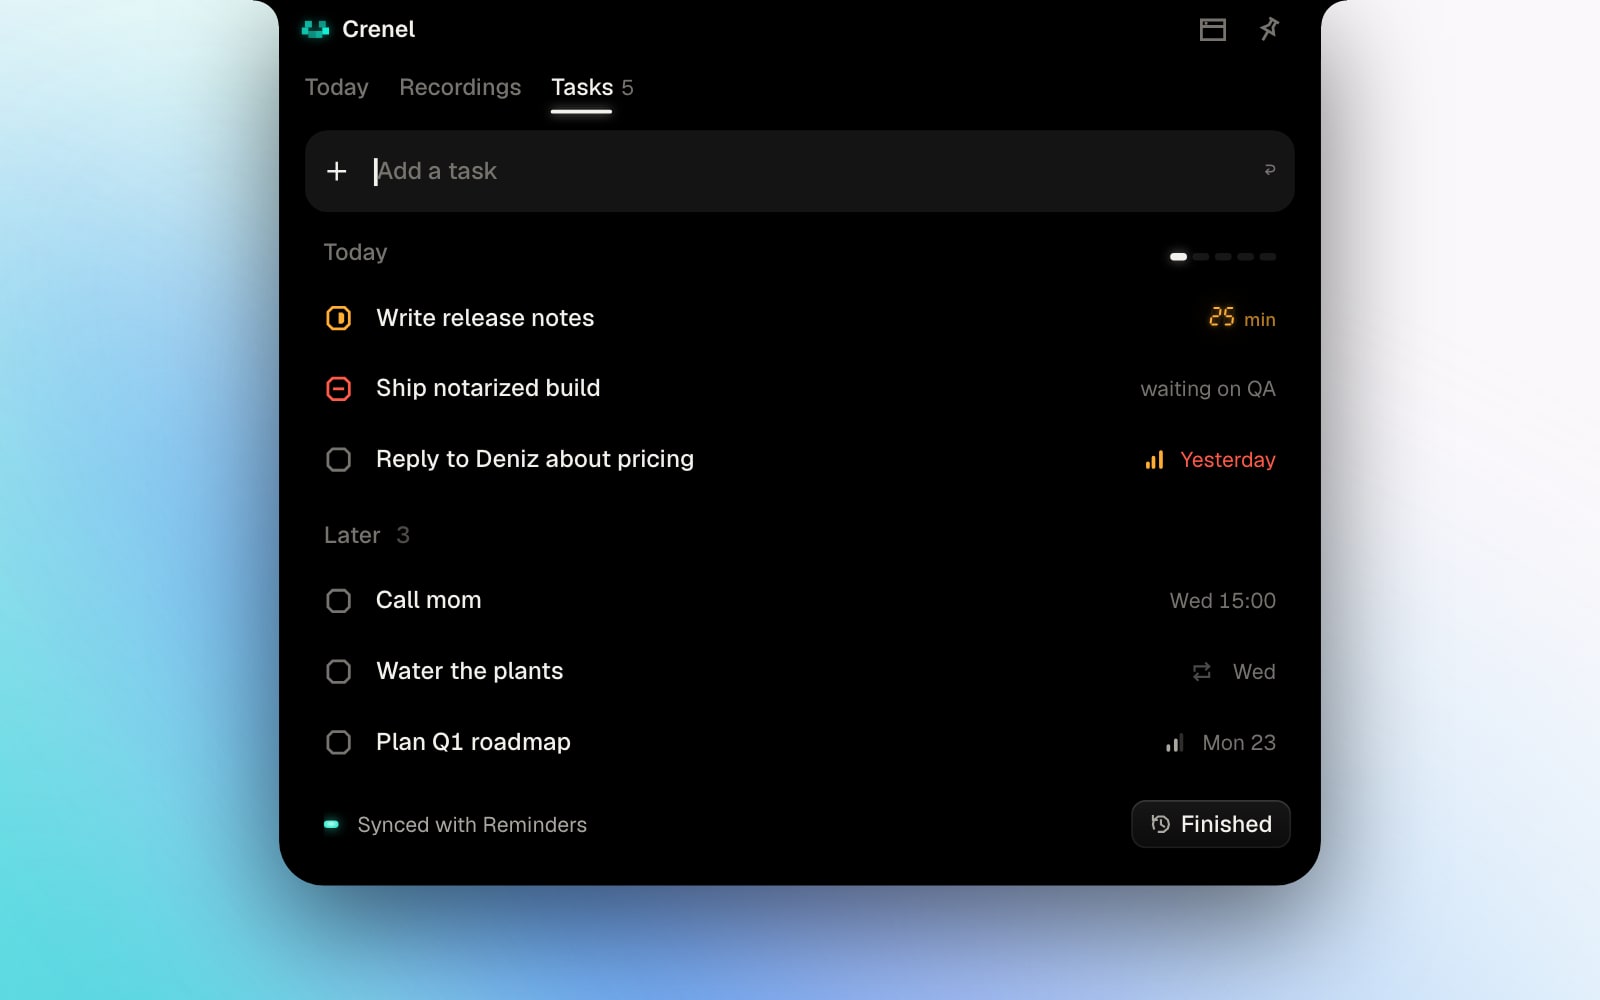 Crenel
Today Recordings Tasks 5
Add a task
Today
Write release notes 25 min
Ship notarized build waiting on QA
Reply to Deniz about pricing Yesterday
Later 3
Call mom Wed 15:00
Water the plants Wed
Plan Q1 roadmap Mon 23
Synced with Reminders Finished